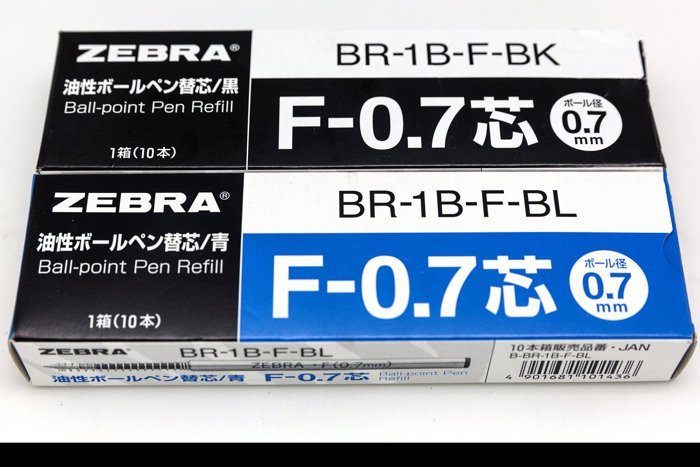 ZEBRA®
BR-1B-F-BK
油性ボールペン替芯/黒
Ball-point Pen Refill
F-0.7芯
ボール径
0.7
mm
1箱(10本)
ZEBRA®
BR-1B-F-BL
油性ボールペン替芯/青
Ball-point Pen Refill
F-0.7芯
ボール径
0.7
mm
1箱(10本)
ZEBRA
BR-1B-F-BL
ZEBRA・F(0.7mm)
油性ボールペン替芯/青
F-0.7芯
Ball-point Pen
Refill
10本箱販売品番・JAN
B-BR-1B-F-BL
4 901681 101436